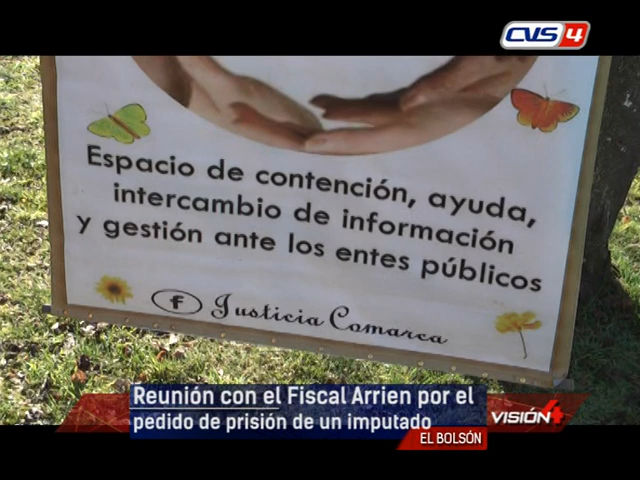 CVS 4
Espacio de contención, ayuda,
intercambio de información
y gestión ante los entes públicos
f Justicia Comarca
Reunión con el Fiscal Arrien por el
pedido de prisión de un imputado
VISIÓN 4
EL BOLSÓN